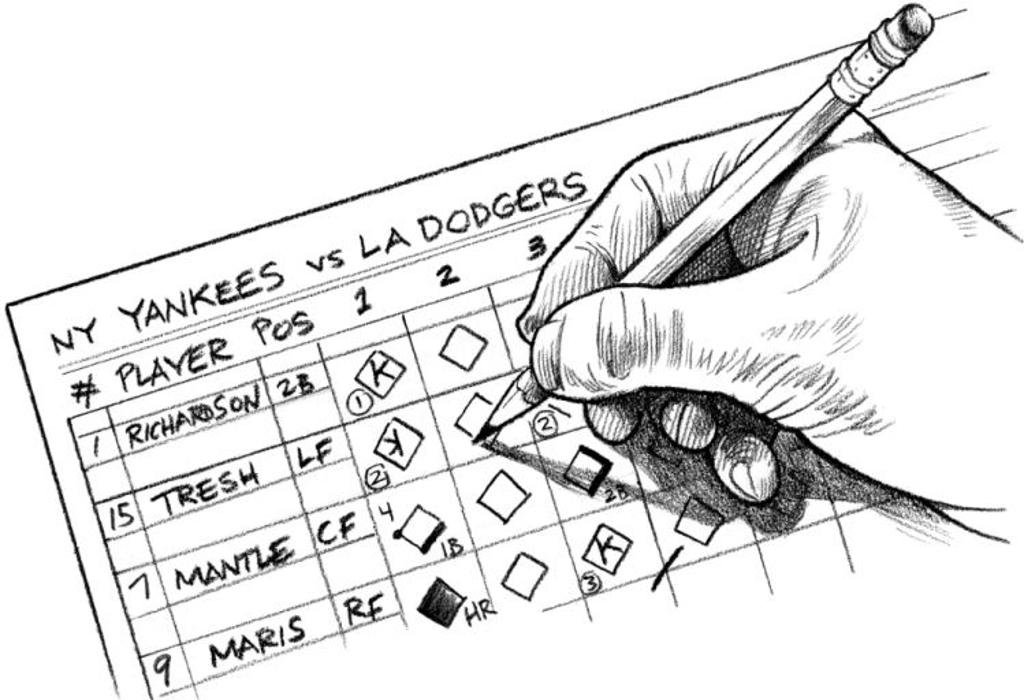 NY YANKEES vs LA DODGERS
# PLAYER POS 1 2 3
1 RICHARDSON 2B K 1 2
15 TRESH LF K 2 2B
7 MANTLE CF 4 1B K 3
9 MARIS RF HR